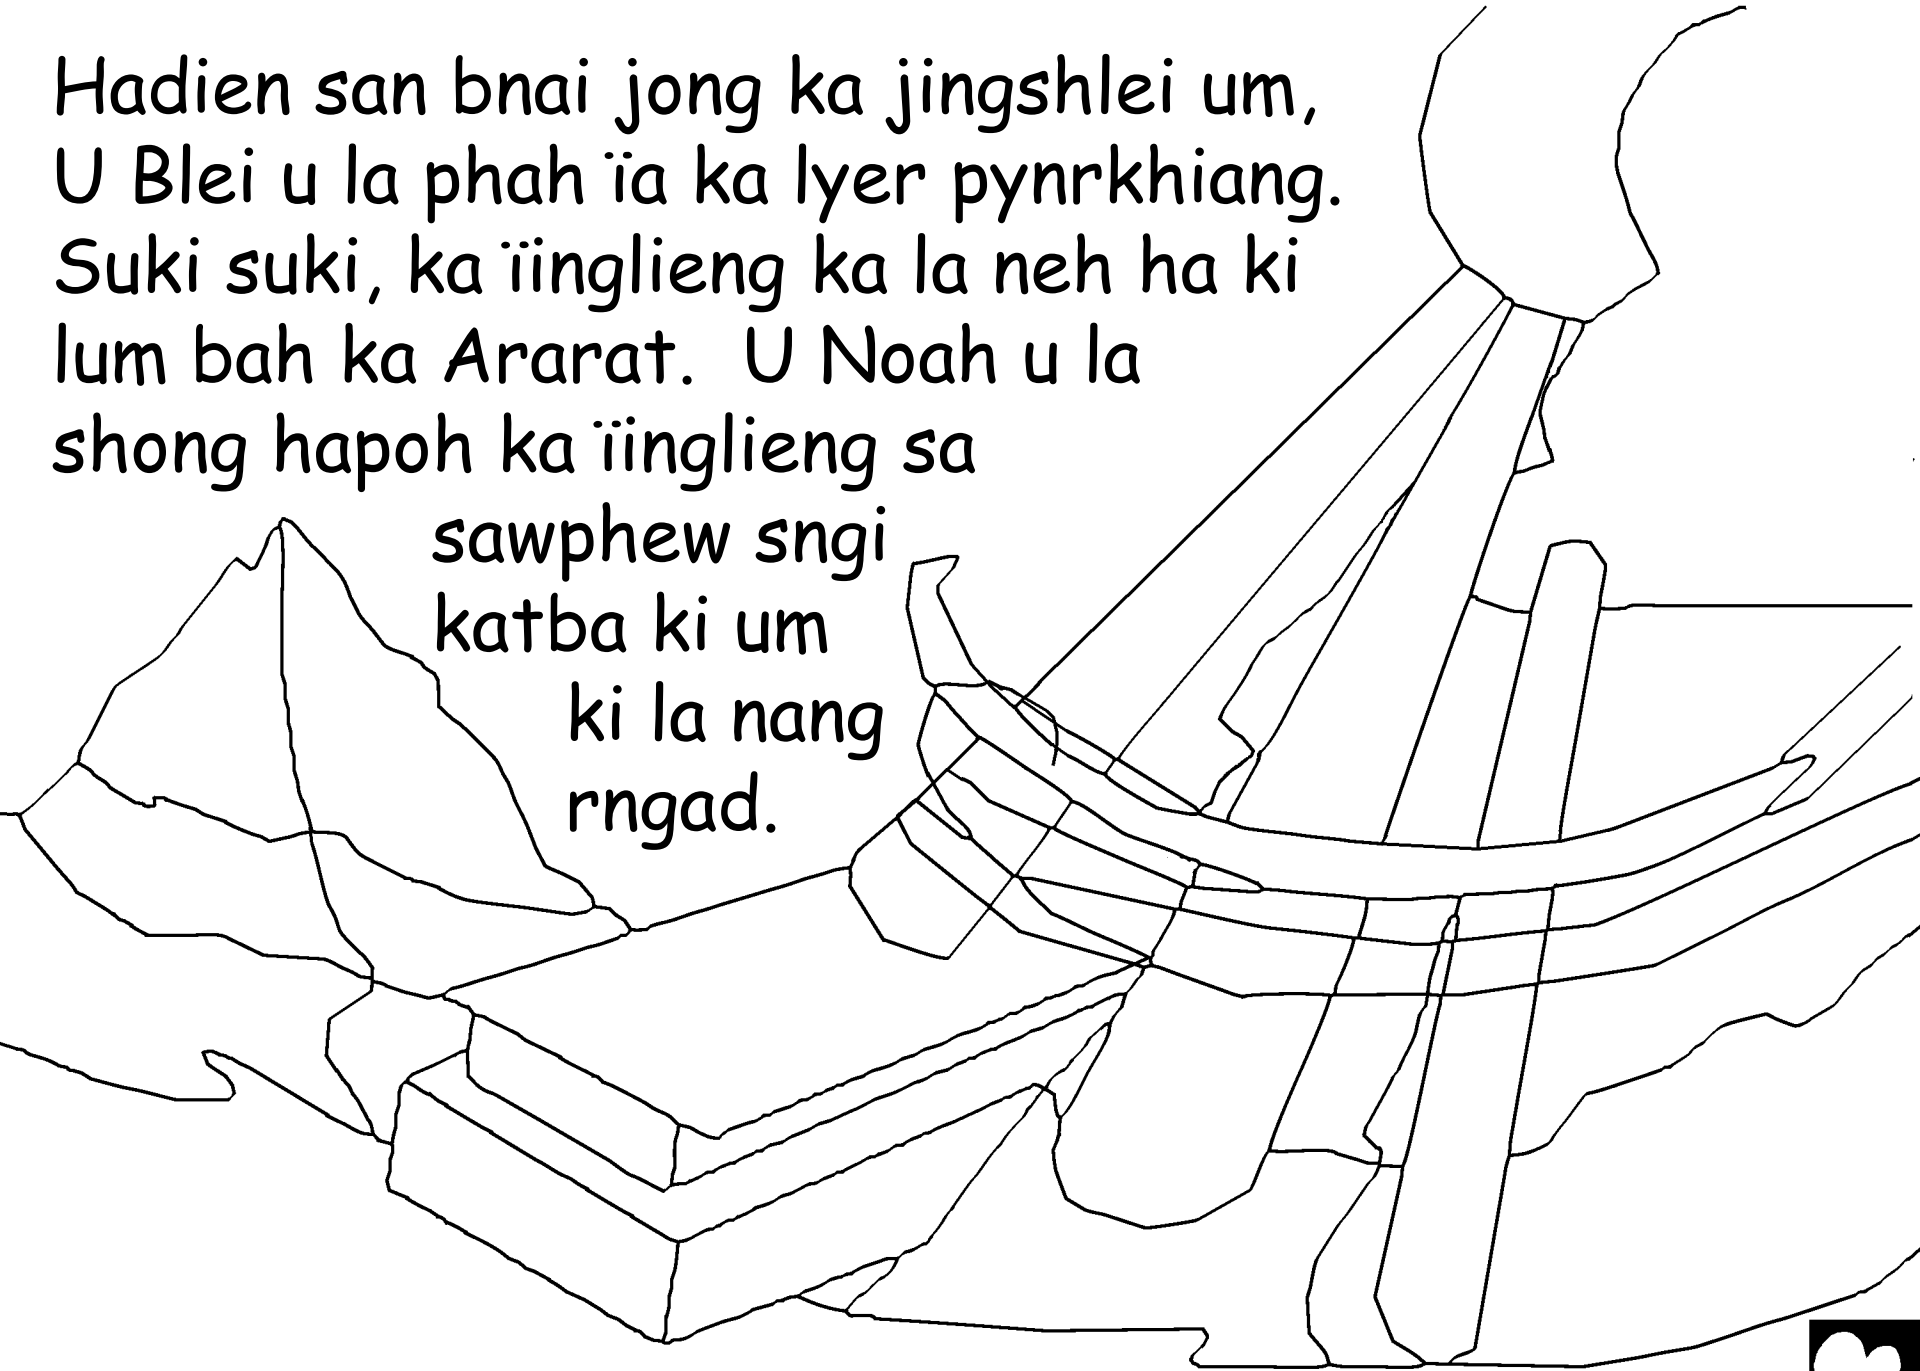 Hadien san bnai jong ka jingshlei um,
U Blei u la phah ïa ka lyer pynrkhiang.
Suki suki, ka ïinglieng ka la neh ha ki
lum bah ka Ararat.  U Noah u la
shong hapoh ka ïinglieng sa
sawphew sngi
katba ki um
ki la nang
rngad.